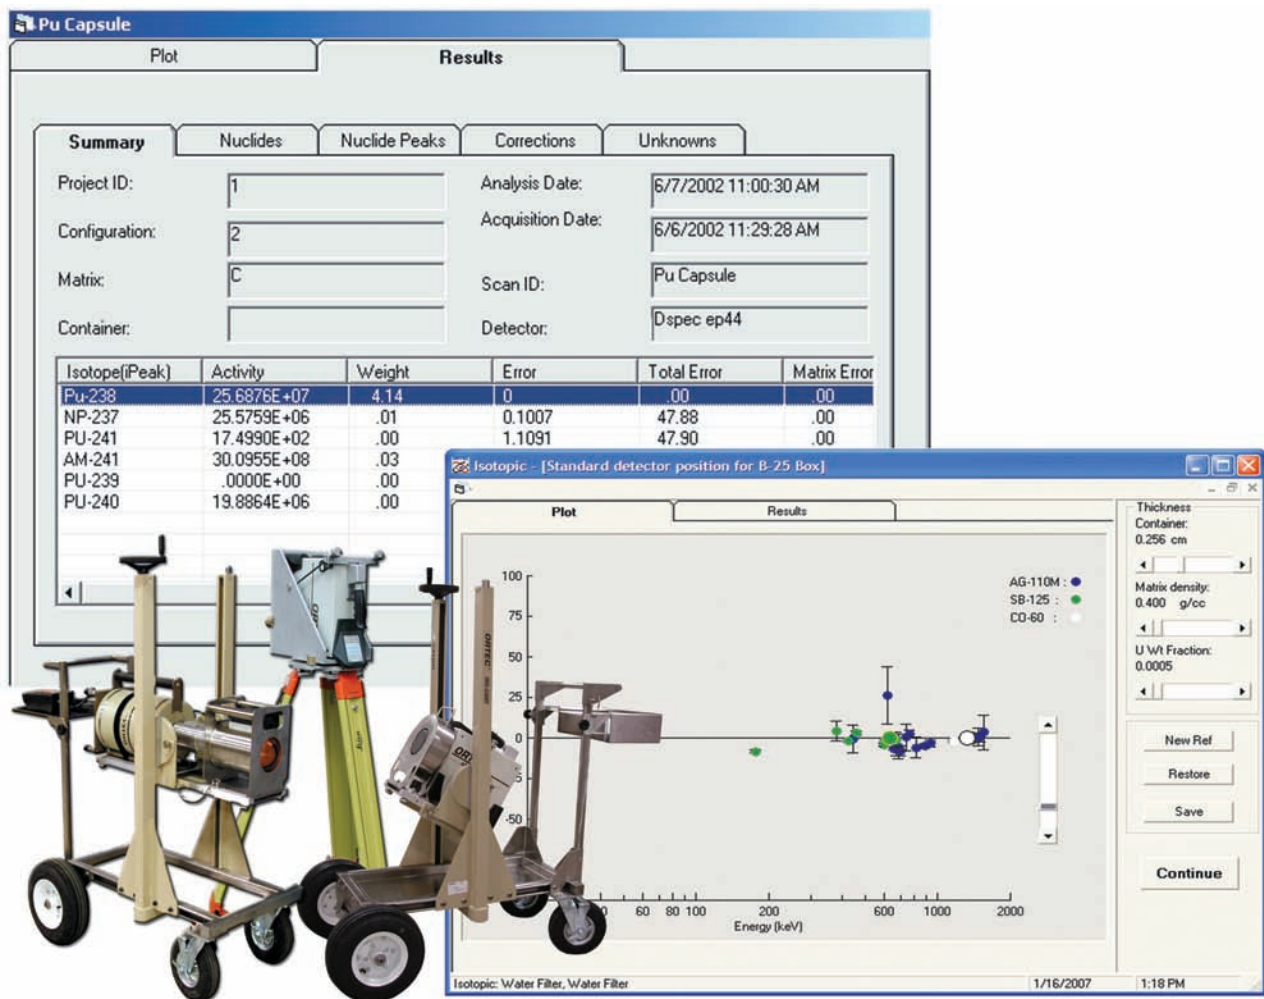 Pu Capsule
Plot Results
Summary Nuclides Nuclide Peaks Corrections Unknowns
Project ID: 1 Analysis Date: 6/7/2002 11:00:30 AM
Configuration: 2 Acquisition Date: 6/6/2002 11:29:28 AM
Matrix: C Scan ID: Pu Capsule
Container: Detector: Dspec ep44
Isotope(iPeak) Activity Weight Error Total Error Matrix Error
Pu-238 25.6876E+07 4.14 0 .00 .00
NP-237 25.5759E+06 .01 0.1007 47.88 .00
PU-241 17.4990E+02 .00 1.1091 47.90 .00
AM-241 30.0955E+08 .03
PU-239 .0000E+00 .00
PU-240 19.8864E+06 .00
Isotopic - [Standard detector position for B-25 Box]
Plot Results
Thickness
Container:
0.256 cm
Matrix density:
0.400 g/cc
U Wt Fraction:
0.0005
New Ref
Restore
Save
Continue
AG-110M :
SB-125 :
CO-60 :
100
75
50
25
0
-50
60 80 100 200 400 600 1000 2000
Energy (keV)
Isotopic: Water Filter, Water Filter 1/16/2007 1:18 PM
ORTEC